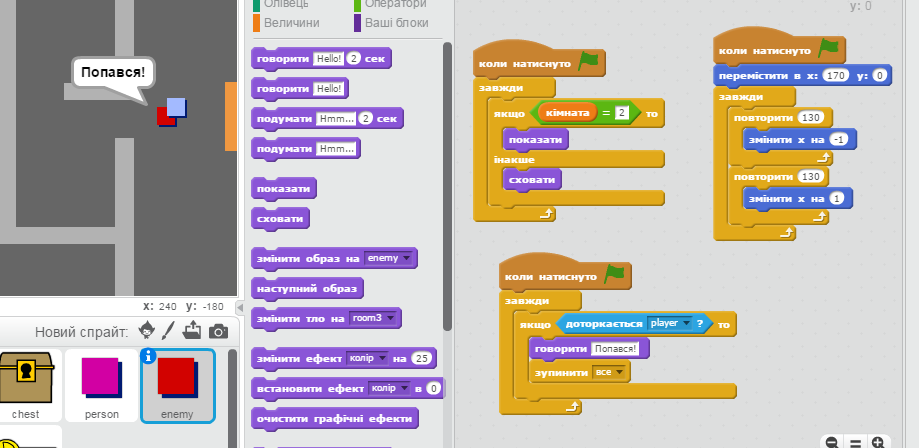 Попався!
x: 240 y: -180
Новий спрайт:
chest
person
enemy
Олівець
Оператори
Величини
Ваші блоки
говорити Hello! 2 сек
говорити Hello!
подумати Hmm... 2 сек
подумати Hmm...
показати
сховати
змінити образ на enemy
наступний образ
змінити тло на room3
змінити ефект колір на 25
встановити ефект колір в 0
очистити графічні ефекти
y: 0
коли натиснуто
завжди
якщо кімната = 2 то
показати
інакше
сховати
коли натиснуто
перемістити в x: 170 y: 0
завжди
повторити 130
змінити x на -1
повторити 130
змінити x на 1
коли натиснуто
завжди
якщо доторкається player ? то
говорити Попався!
зупинити все